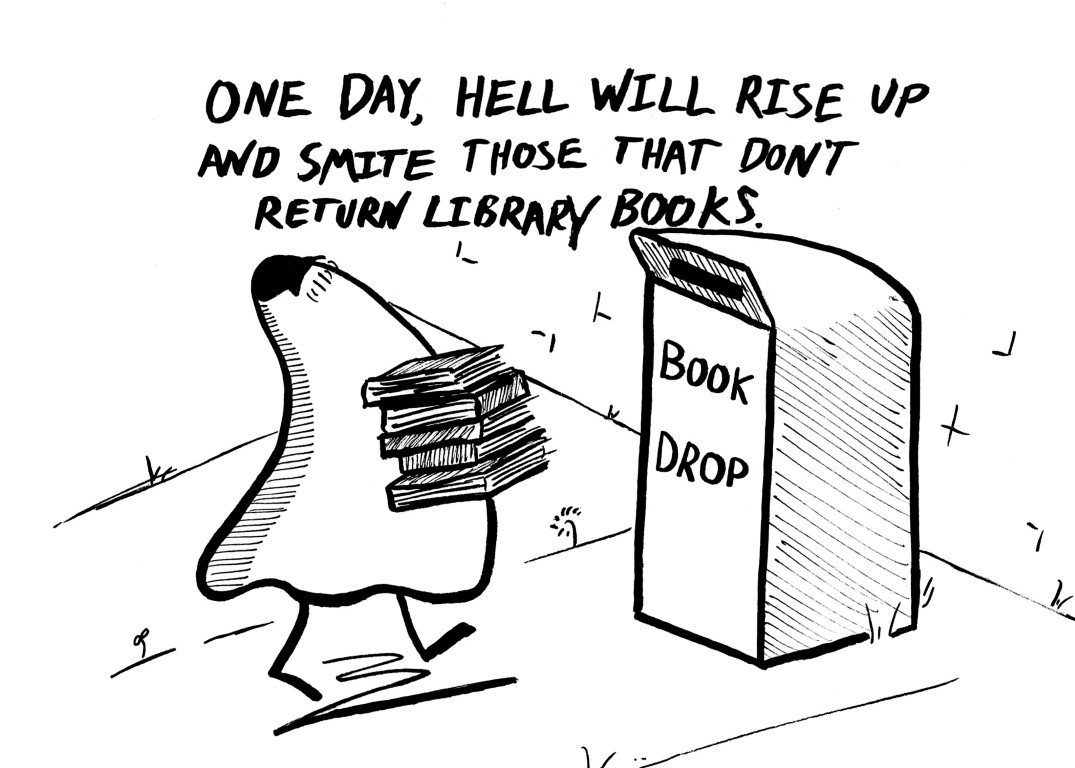 ONE DAY, HELL WILL RISE UP
AND SMITE THOSE THAT DON'T
RETURN LIBRARY BOOKS.
BOOK
DROP